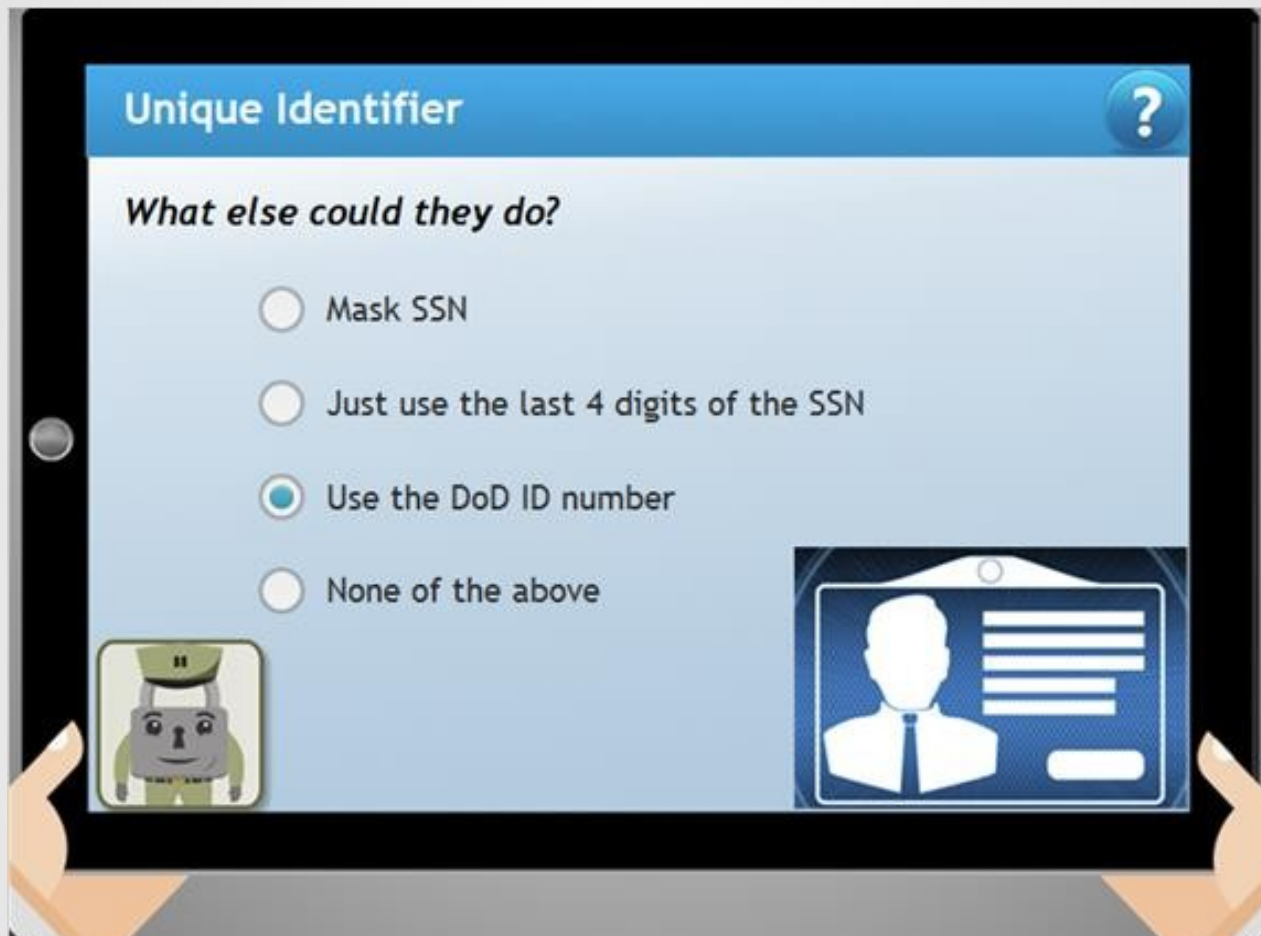 Unique Identifier
?
What else could they do?
Mask SSN
Just use the last 4 digits of the SSN
Use the DoD ID number
None of the above